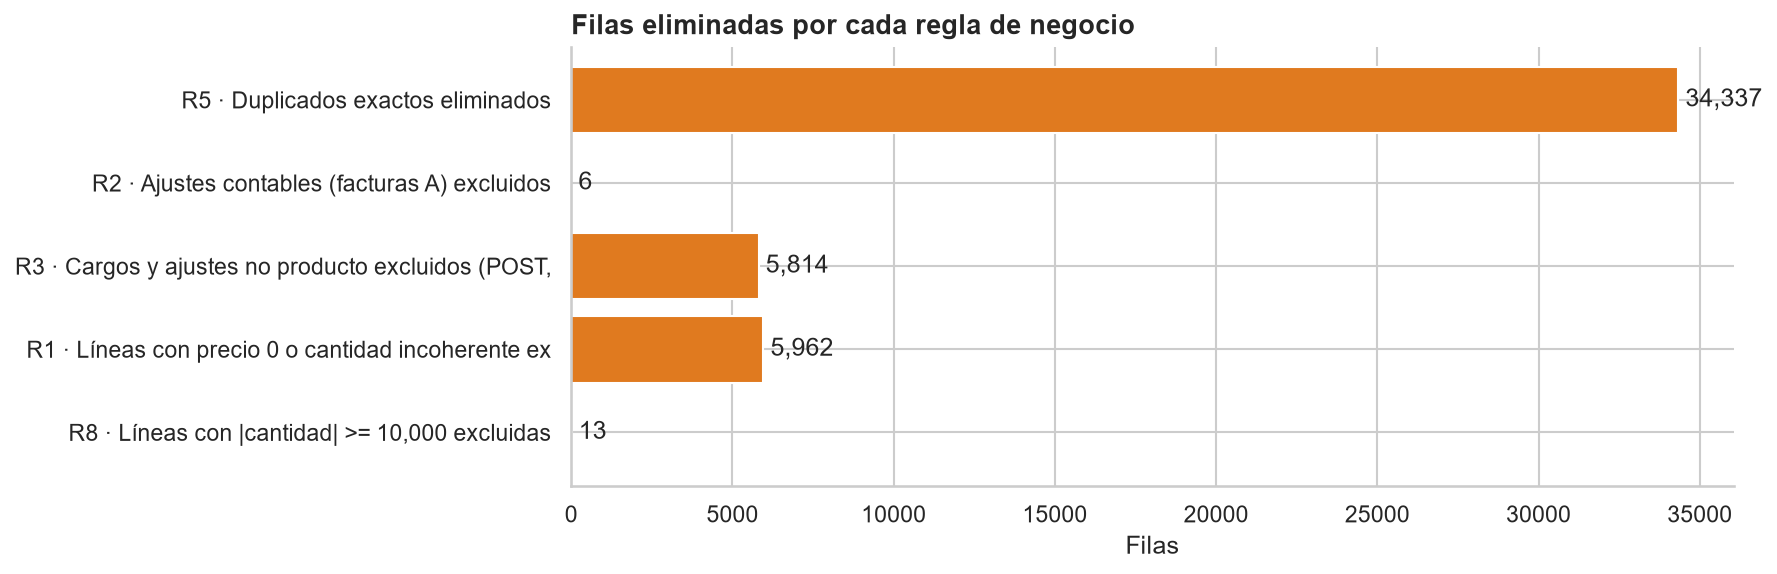 Filas eliminadas por cada regla de negocio
R5 · Duplicados exactos eliminados 34,337
R2 · Ajustes contables (facturas A) excluidos 6
R3 · Cargos y ajustes no producto excluidos (POST, 5,814
R1 · Líneas con precio 0 o cantidad incoherente ex 5,962
R8 · Líneas con |cantidad| >= 10,000 excluidas 13
0 5000 10000 15000 20000 25000 30000 35000
Filas